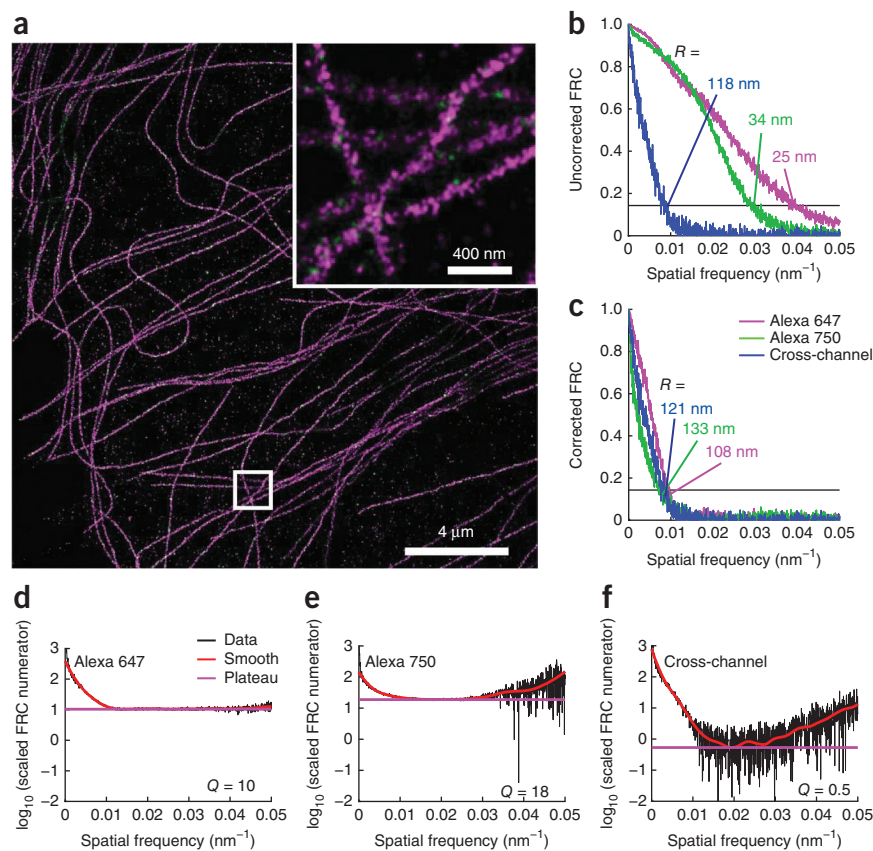 a
400 nm
4 μm
b
Uncorrected FRC
1.0
0.8
0.6
0.4
0.2
0
R =
118 nm
34 nm
25 nm
0 0.01 0.02 0.03 0.04 0.05
Spatial frequency (nm⁻¹)
c
Corrected FRC
1.0
0.8
0.6
0.4
0.2
0
Alexa 647
Alexa 750
Cross-channel
R =
121 nm
133 nm
108 nm
0 0.01 0.02 0.03 0.04 0.05
Spatial frequency (nm⁻¹)
d
log₁₀ (scaled FRC numerator)
3
2
1
0
−1
−2
Alexa 647
Data
Smooth
Plateau
Q = 10
0 0.01 0.02 0.03 0.04 0.05
Spatial frequency (nm⁻¹)
e
log₁₀ (scaled FRC numerator)
3
2
1
0
−1
−2
Alexa 750
Q = 18
0 0.01 0.02 0.03 0.04 0.05
Spatial frequency (nm⁻¹)
f
log₁₀ (scaled FRC numerator)
3
2
1
0
−1
−2
Cross-channel
Q = 0.5
0 0.01 0.02 0.03 0.04 0.05
Spatial frequency (nm⁻¹)